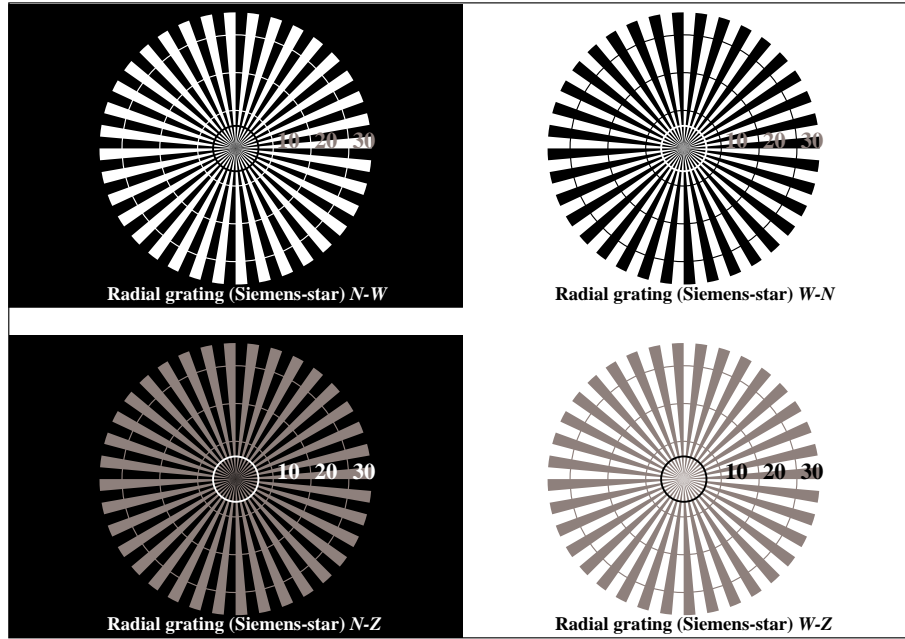 10 20 30
Radial grating (Siemens-star) N-W
10 20 30
Radial grating (Siemens-star) W-N
10 20 30
Radial grating (Siemens-star) N-Z
10 20 30
Radial grating (Siemens-star) W-Z